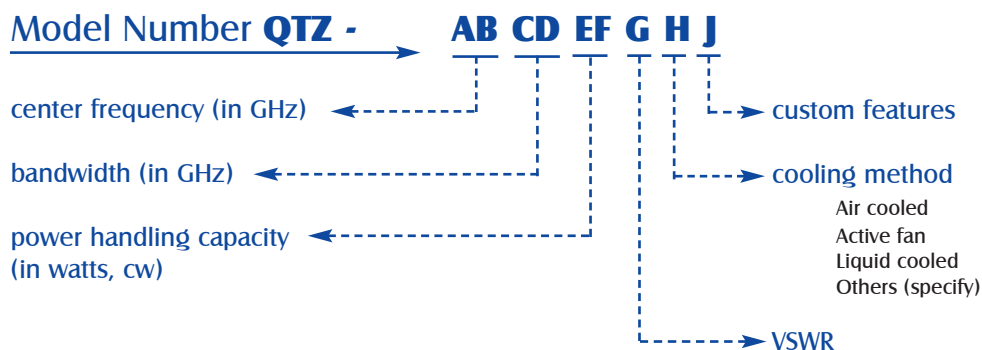 Model Number QTZ - AB CD EF G H J
center frequency (in GHz)
custom features
bandwidth (in GHz)
cooling method
Air cooled
Active fan
Liquid cooled
Others (specify)
power handling capacity
(in watts, cw)
VSWR